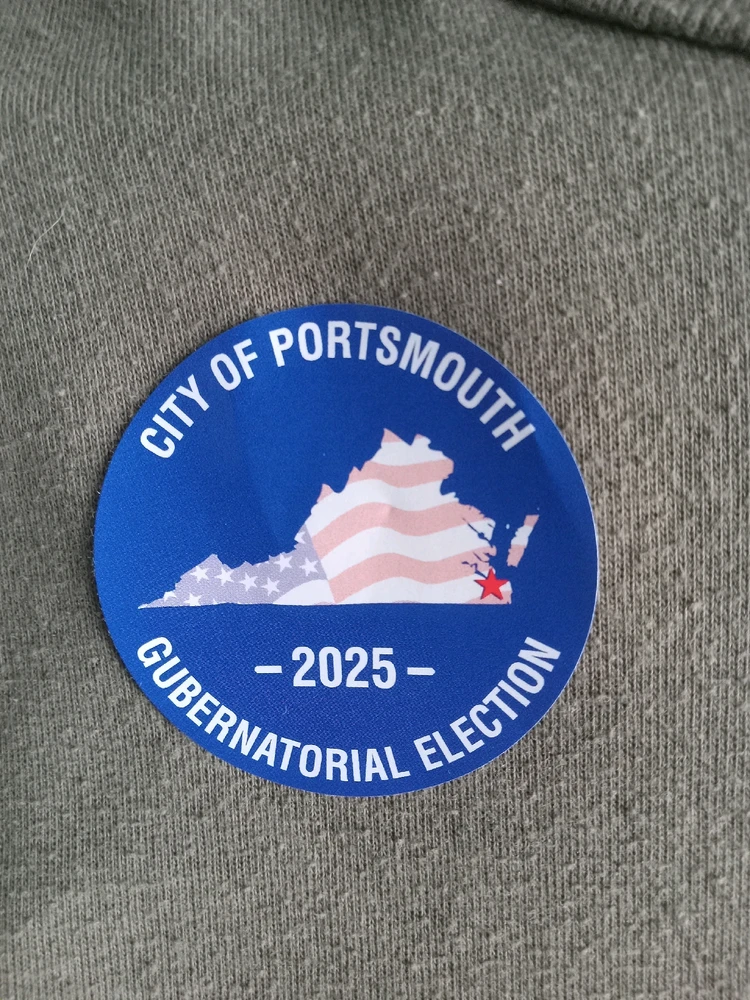 CITY OF PORTSMOUTH
– 2025 –
GUBERNATORIAL ELECTION